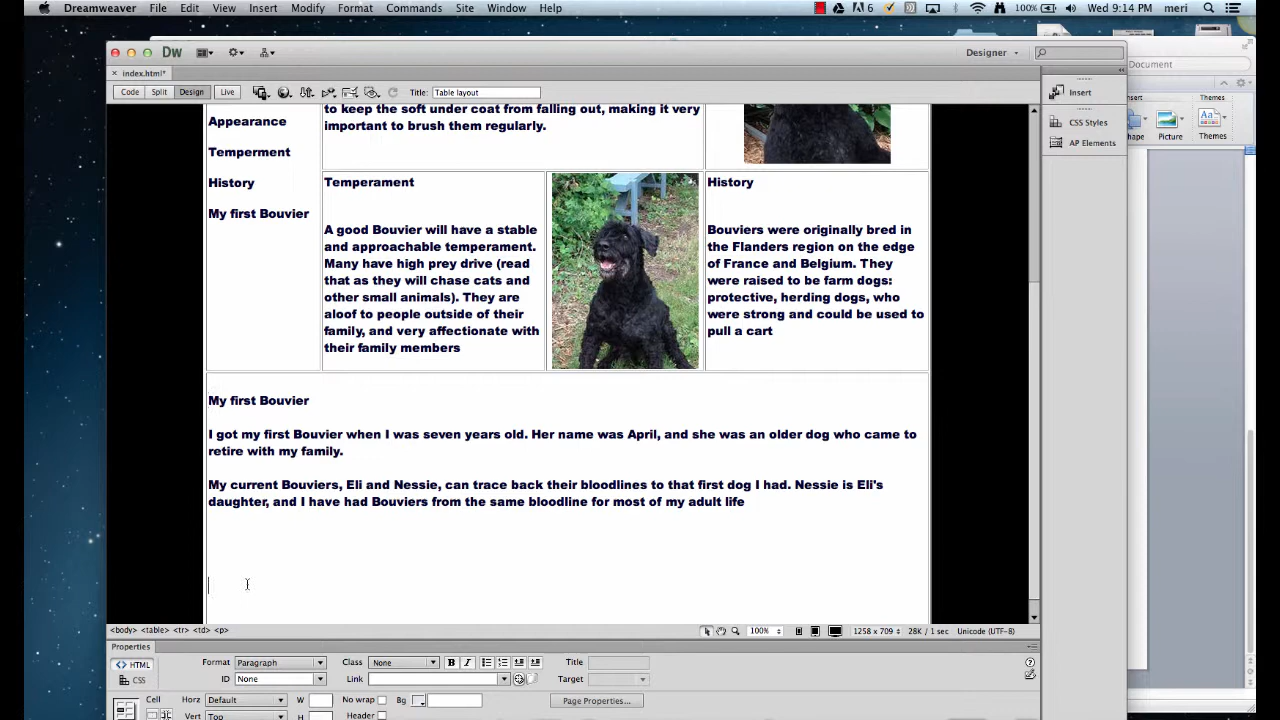 Dreamweaver File Edit View Insert Modify Format Commands Site Window Help 6 100% Wed 9:14 PM meri
Dw Designer
index.html*
Code Split Design Live Title: Table layout
Insert
CSS Styles
AP Elements
Document
Insert Themes
Shape Picture Themes
to keep the soft under coat from falling out, making it very
important to brush them regularly.
Appearance
Temperment
History
My first Bouvier
Temperament
A good Bouvier will have a stable
and approachable temperament.
Many have high prey drive (read
that as they will chase cats and
other small animals). They are
aloof to people outside of their
family, and very affectionate with
their family members
History
Bouviers were originally bred in
the Flanders region on the edge
of France and Belgium. They
were raised to be farm dogs:
protective, herding dogs, who
were strong and could be used to
pull a cart
My first Bouvier
I got my first Bouvier when I was seven years old. Her name was April, and she was an older dog who came to
retire with my family.
My current Bouviers, Eli and Nessie, can trace back their bloodlines to that first dog I had. Nessie is Eli's
daughter, and I have had Bouviers from the same bloodline for most of my adult life
<body> <table> <tr> <td> <p> 100% 1258 x 709 28K / 1 sec Unicode (UTF-8)
Properties
<> HTML Format Paragraph Class None B I Title
CSS ID None Link Target
Cell Horz Default W No wrap Bg Page Properties...
Vert Top H Header